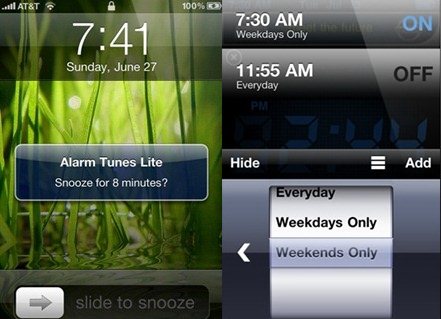 AT&T 100%
7:41
Sunday, June 27
Alarm Tunes Lite
Snooze for 8 minutes?
slide to snooze
7:30 AM
Weekdays Only
ON
11:55 AM
Everyday
OFF
PM
Hide
Add
Everyday
Weekdays Only
Weekends Only